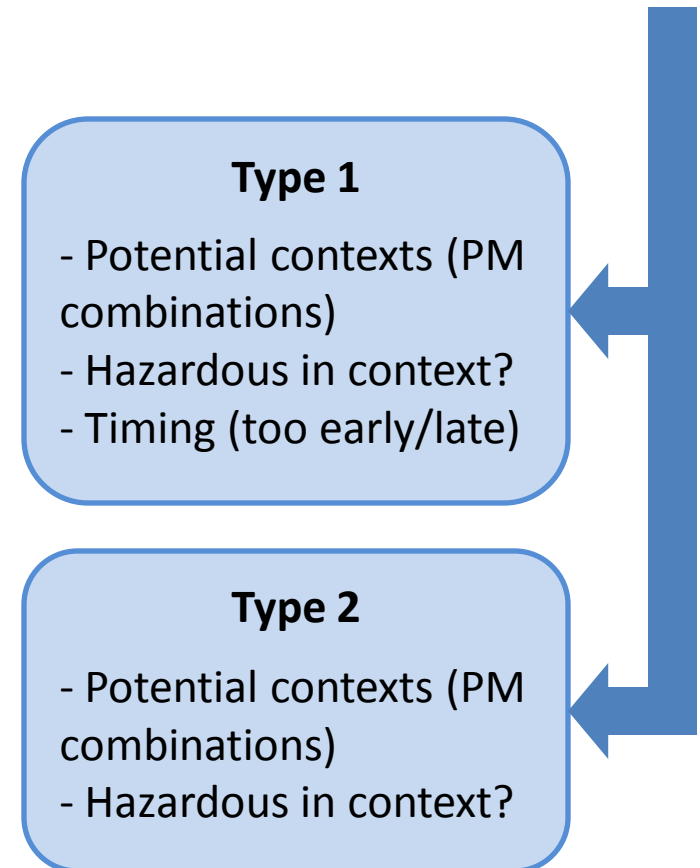 Type 1
- Potential contexts (PM
combinations)
- Hazardous in context?
- Timing (too early/late)
Type 2
- Potential contexts (PM
combinations)
- Hazardous in context?